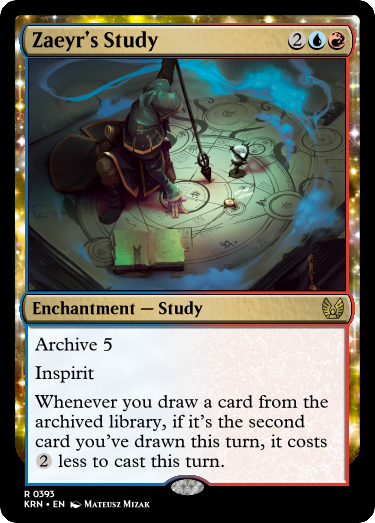 Zaeyr's Study 2
Archive 5
Enchantment — Study
Inspirit
Whenever you draw a card from the
archived library, if it's the second
card you've drawn this turn, it costs
2 less to cast this turn.
R 0393
KRN • EN Mateusz Mizak